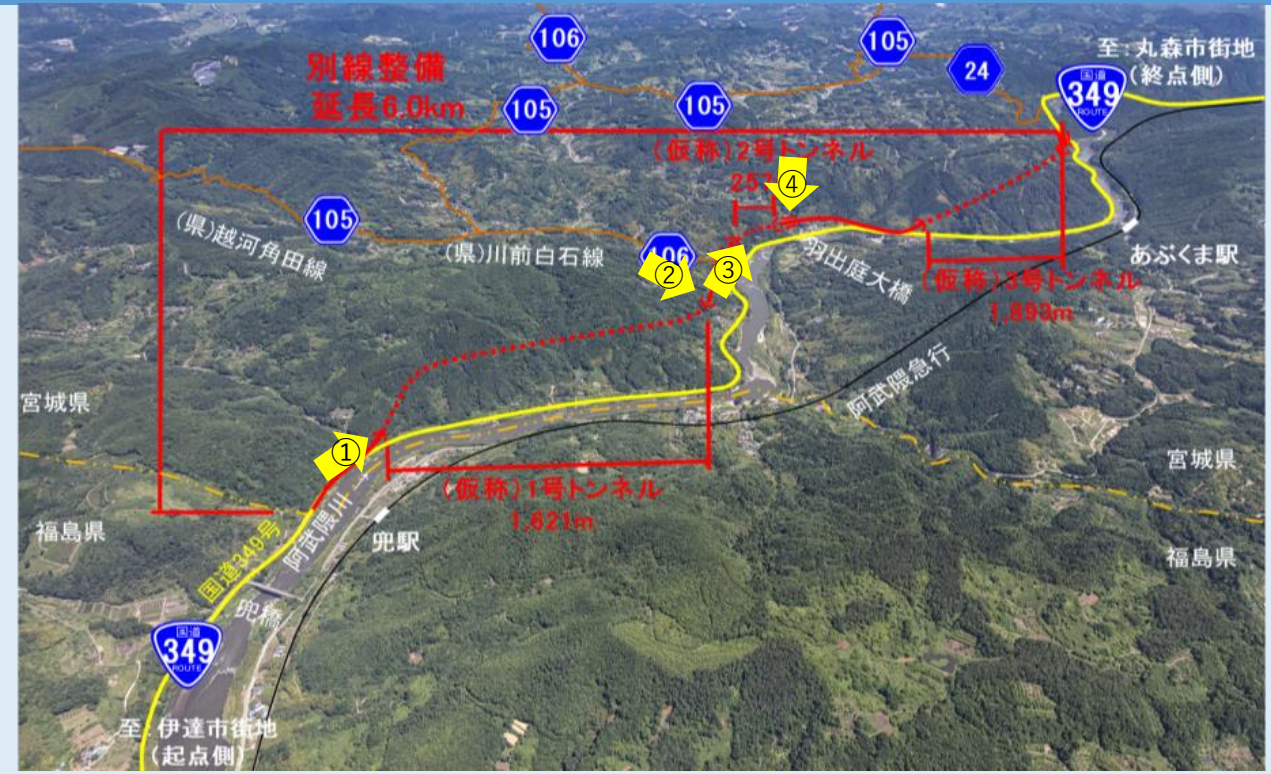 106
105
24
至:丸森市街地
(終点側)
国道
349
ROUTE
別線整備
延長6.0km
105
105
(仮称)2号トンネル
④
105
(県)越河角田線
(県)川前白石線
106
②
③
羽出庭大橋
あぶくま駅
(仮称)3号トンネル
1,893m
阿武隈急行
宮城県
①
宮城県
(仮称)1号トンネル
1,621m
福島県
阿武隈川
兜駅
国道349号
福島県
兜橋
国道
349
ROUTE
至:伊達市街地
(起点側)